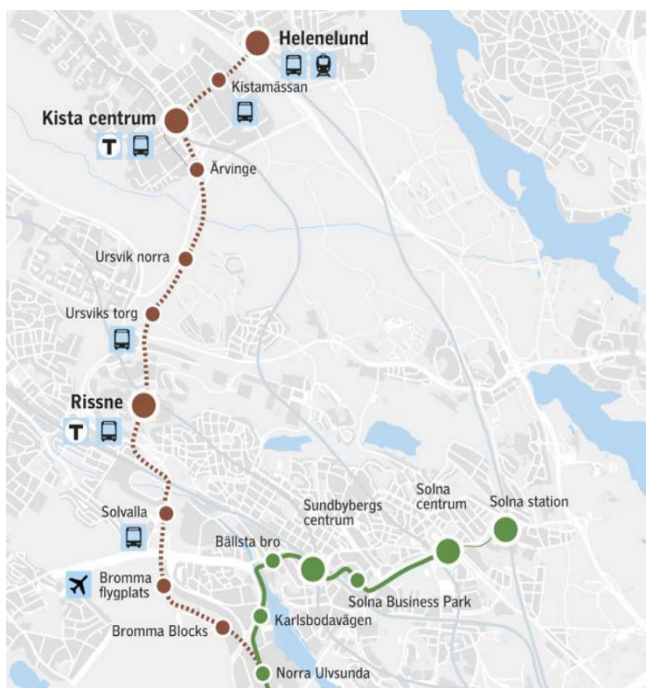 Helenelund
Kistamässan
Kista centrum
T
Ärvinge
Ursvik norra
Ursviks torg
Rissne
T
Solvalla
Bällsta bro
Sundbybergs
centrum
Solna
centrum
Solna station
Bromma
flygplats
Solna Business Park
Karlsbodavägen
Bromma Blocks
Norra Ulvsunda